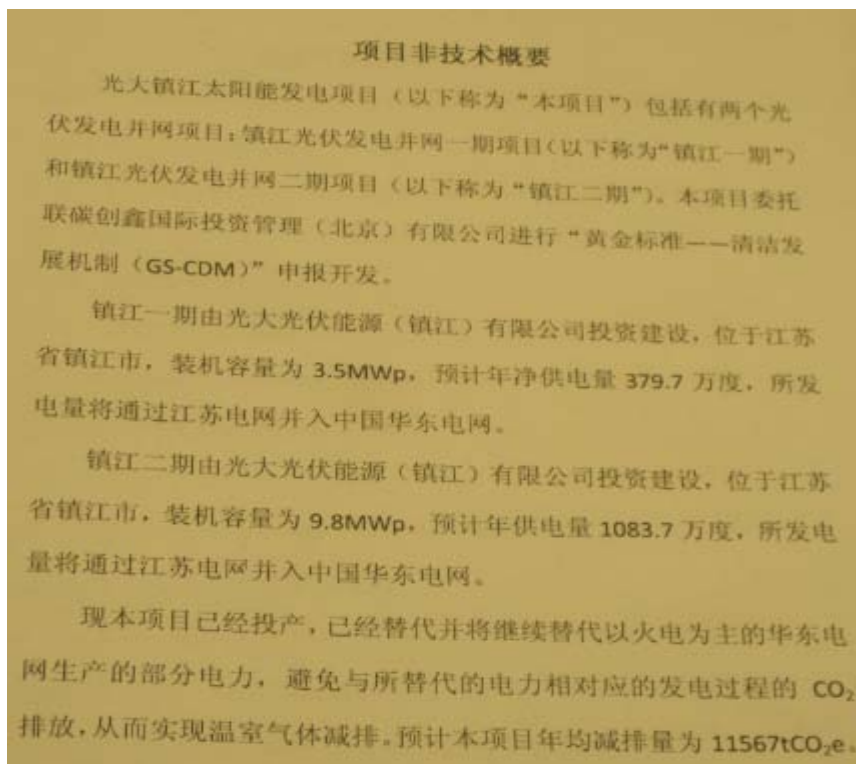 项目非技术概要
光大镇江太阳能发电项目（以下称为“本项目”）包括有两个光
伏发电并网项目：镇江光伏发电并网一期项目（以下称为“镇江一期”）
和镇江光伏发电并网二期项目（以下称为“镇江二期”）。本项目委托
联碳创鑫国际投资管理（北京）有限公司进行“黄金标准——清洁发
展机制（GS-CDM）”申报开发。
镇江一期由光大光伏能源（镇江）有限公司投资建设，位于江苏
省镇江市，装机容量为 3.5MWp，预计年净供电量 379.7 万度，所发
电量将通过江苏电网并入中国华东电网。
镇江二期由光大光伏能源（镇江）有限公司投资建设，位于江苏
省镇江市，装机容量为 9.8MWp，预计年供电量 1083.7 万度，所发电
量将通过江苏电网并入中国华东电网。
现本项目已经投产，已经替代并将继续替代以火电为主的华东电
网生产的部分电力，避免与所替代的电力相对应的发电过程的 CO₂
排放，从而实现温室气体减排。预计本项目年均减排量为 11567tCO₂e。